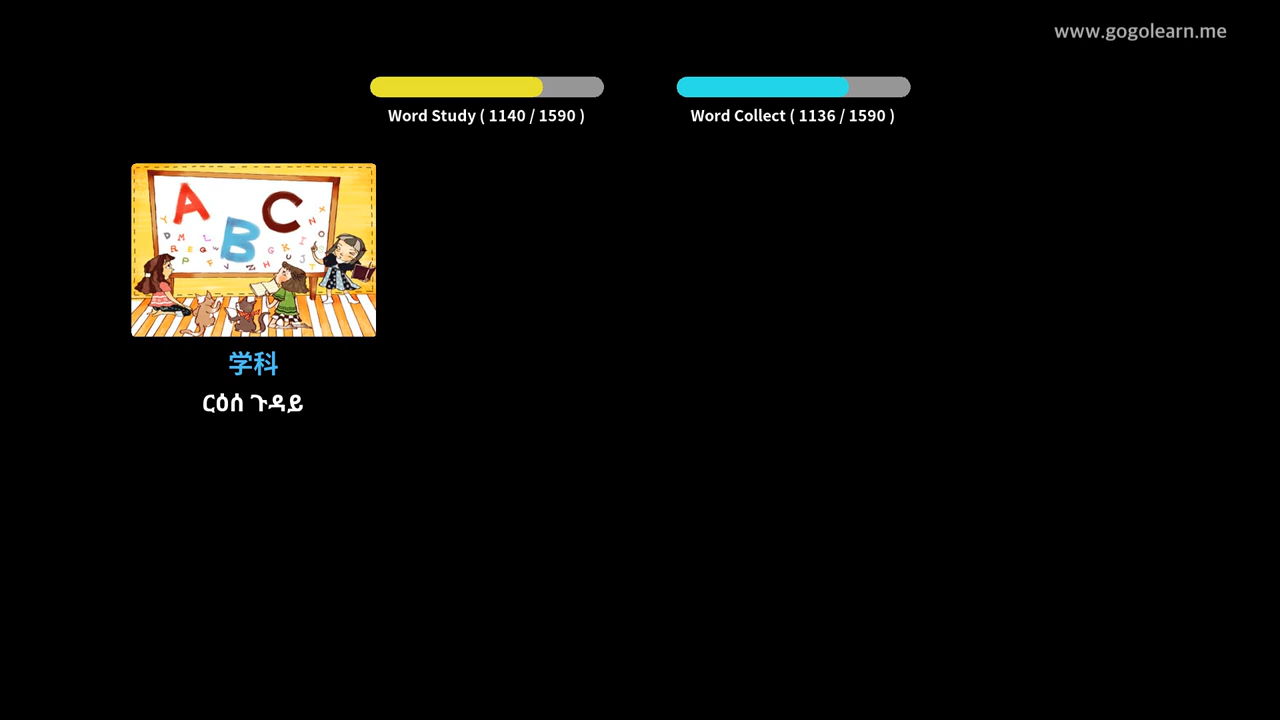 www.gogolearn.me
Word Study ( 1140 / 1590 )
Word Collect ( 1136 / 1590 )
A
B
C
学科
ርዕሰ ጉዳይ